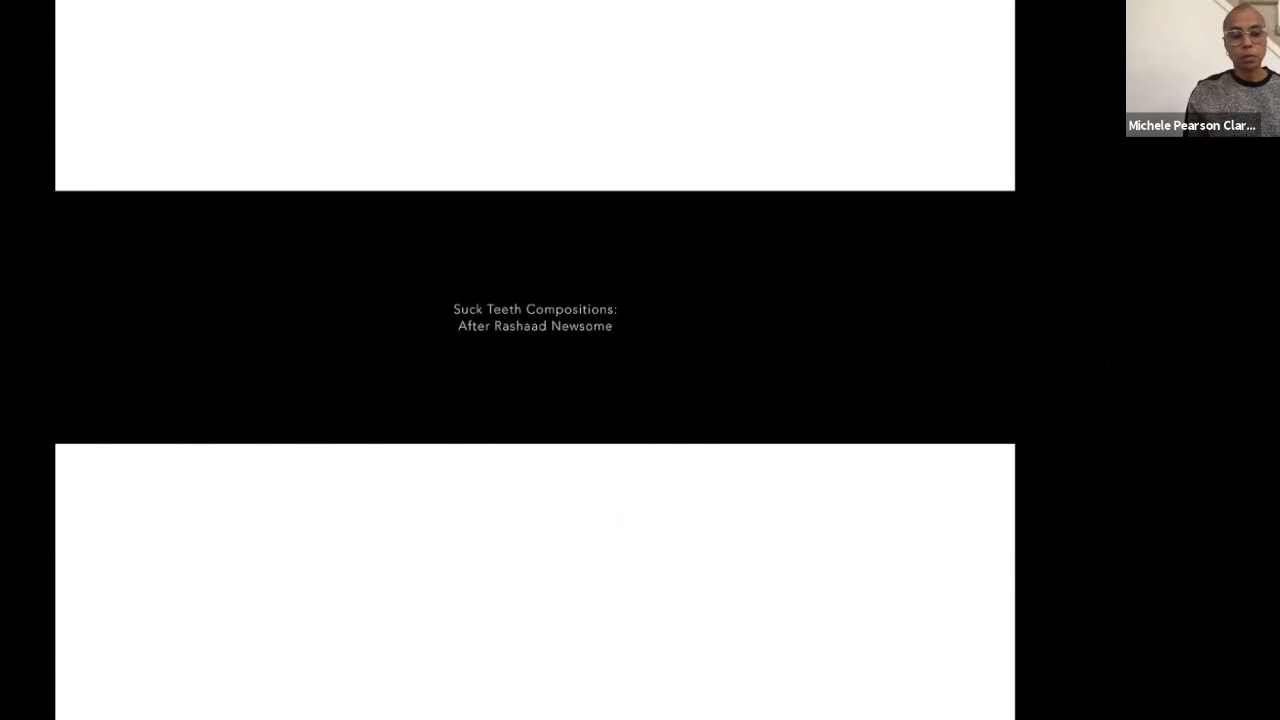 Michele Pearson Clar...
Suck Teeth Compositions:
After Rashaad Newsome